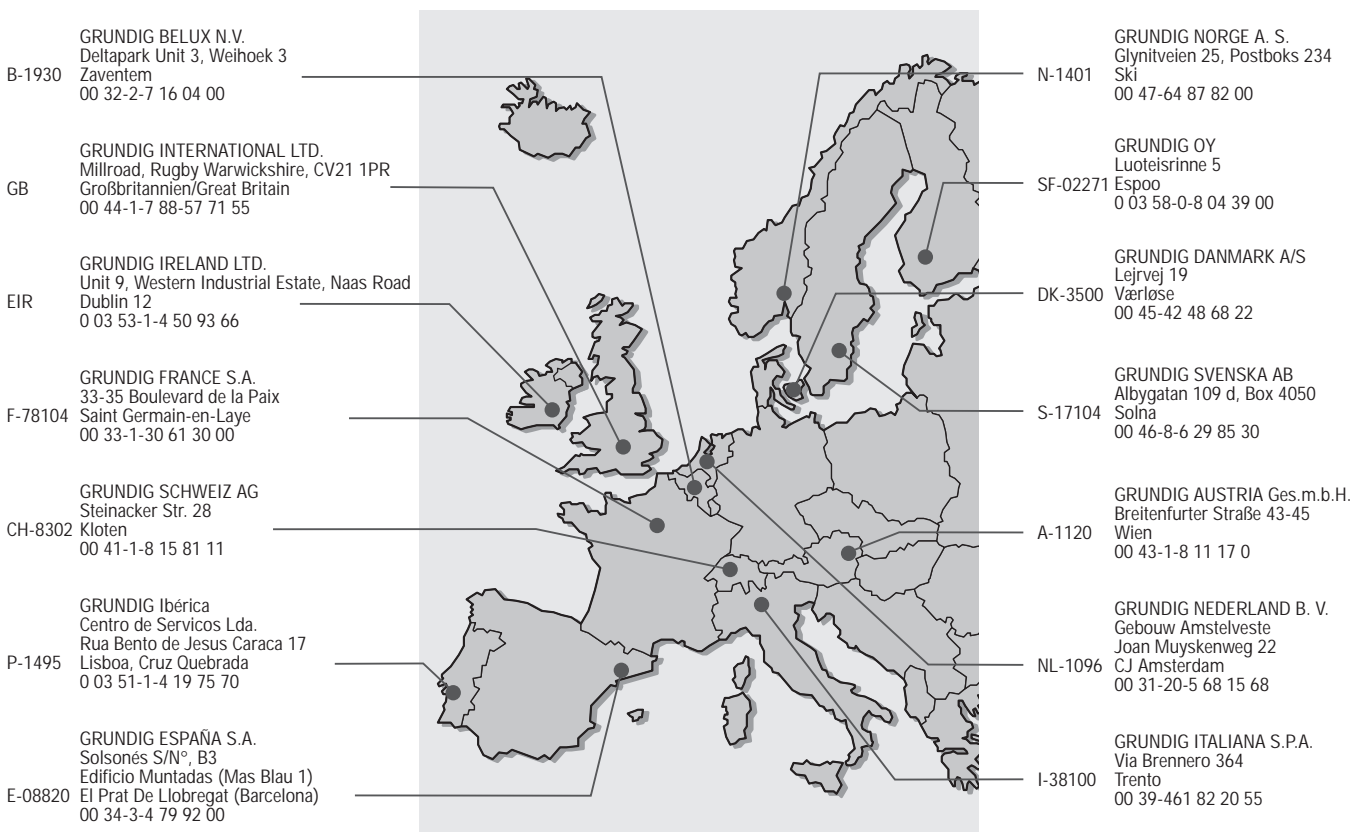 GRUNDIG BELUX N.V.
Deltapark Unit 3, Weihoek 3
B-1930 Zaventem
00 32-2-7 16 04 00
GRUNDIG INTERNATIONAL LTD.
Millroad, Rugby Warwickshire, CV21 1PR
GB Großbritannien/Great Britain
00 44-1-7 88-57 71 55
GRUNDIG IRELAND LTD.
Unit 9, Western Industrial Estate, Naas Road
EIR Dublin 12
0 03 53-1-4 50 93 66
GRUNDIG FRANCE S.A.
33-35 Boulevard de la Paix
F-78104 Saint Germain-en-Laye
00 33-1-30 61 30 00
GRUNDIG SCHWEIZ AG
Steinacker Str. 28
CH-8302 Kloten
00 41-1-8 15 81 11
GRUNDIG Ibérica
Centro de Servicos Lda.
Rua Bento de Jesus Caraca 17
P-1495 Lisboa, Cruz Quebrada
0 03 51-1-4 19 75 70
GRUNDIG ESPAÑA S.A.
Solsonés S/N°, B3
Edificio Muntadas (Mas Blau 1)
E-08820 El Prat De Llobregat (Barcelona)
00 34-3-4 79 92 00
GRUNDIG NORGE A. S.
Glynitveien 25, Postboks 234
N-1401 Ski
00 47-64 87 82 00
GRUNDIG OY
Luoteisrinne 5
SF-02271 Espoo
0 03 58-0-8 04 39 00
GRUNDIG DANMARK A/S
Lejrvej 19
DK-3500 Værløse
00 45-42 48 68 22
GRUNDIG SVENSKA AB
Albygatan 109 d, Box 4050
S-17104 Solna
00 46-8-6 29 85 30
GRUNDIG AUSTRIA Ges.m.b.H.
Breitenfurter Straße 43-45
A-1120 Wien
00 43-1-8 11 17 0
GRUNDIG NEDERLAND B. V.
Gebouw Amstelveste
Joan Muyskenweg 22
NL-1096 CJ Amsterdam
00 31-20-5 68 15 68
GRUNDIG ITALIANA S.P.A.
Via Brennero 364
I-38100 Trento
00 39-461 82 20 55